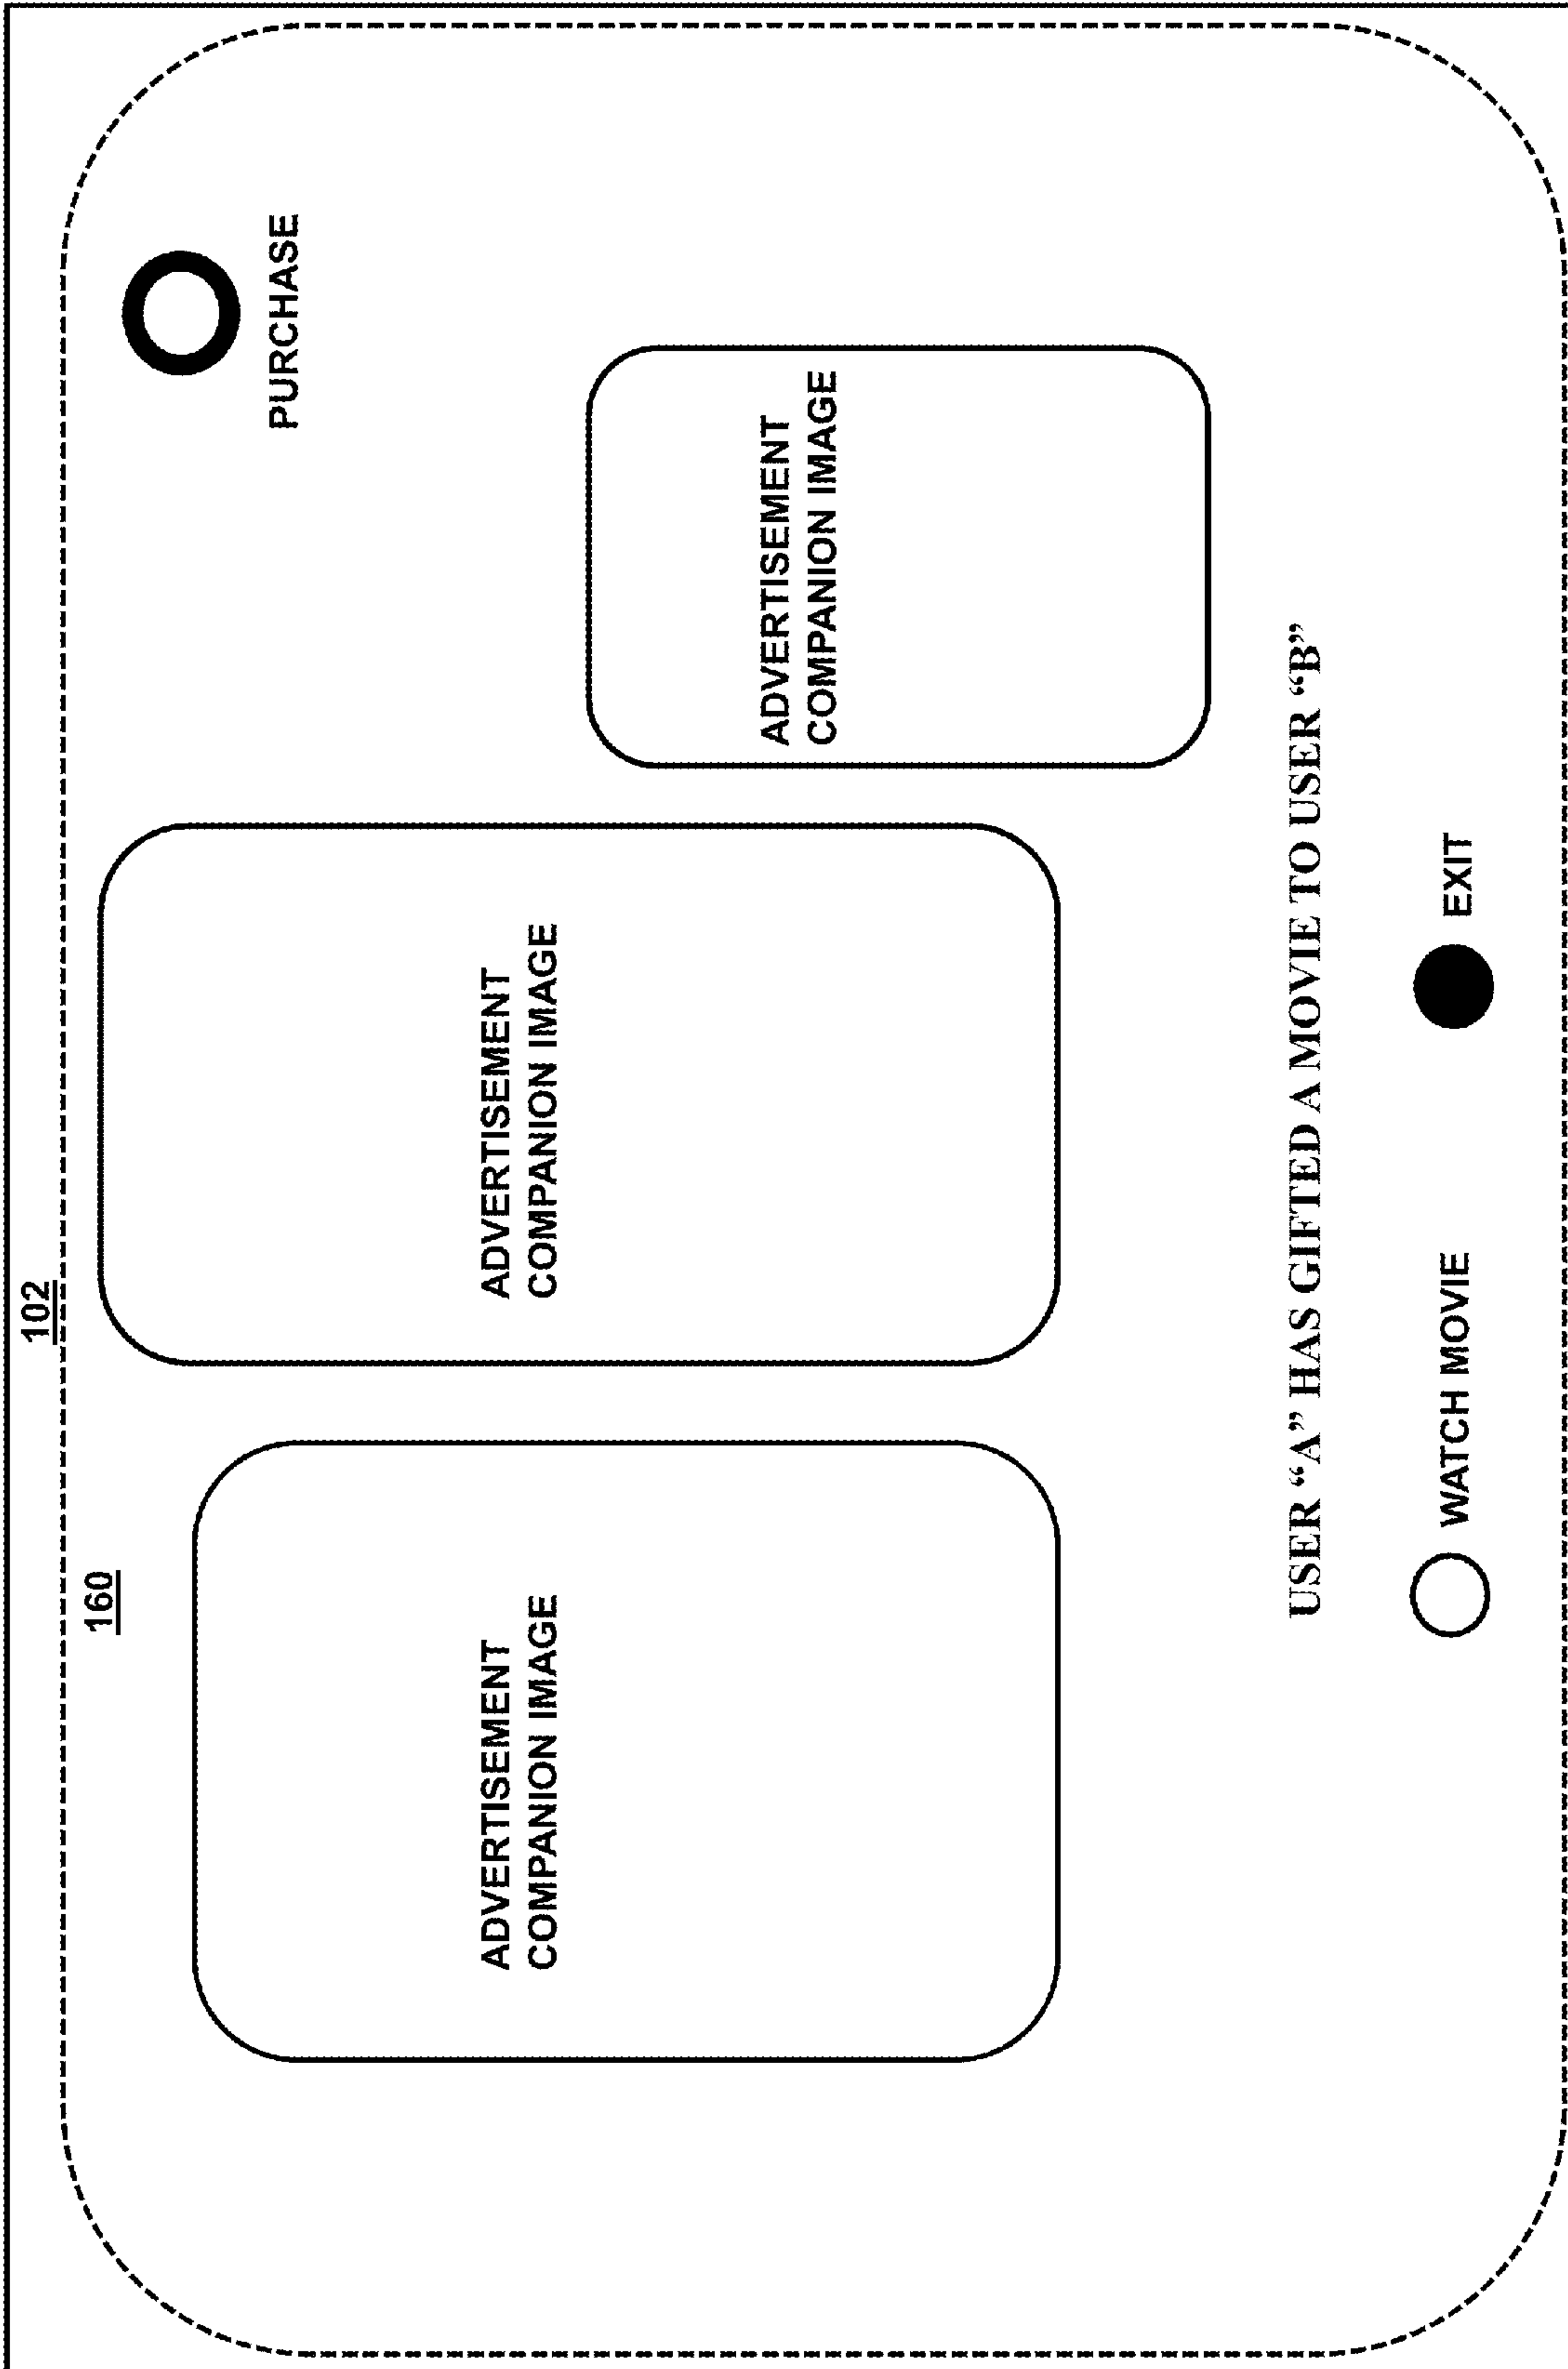 102
160
ADVERTISEMENT
COMPANION IMAGE
ADVERTISEMENT
COMPANION IMAGE
ADVERTISEMENT
COMPANION IMAGE
PURCHASE
USER “A” HAS GIFTED A MOVIE TO USER “B”
WATCH MOVIE
EXIT